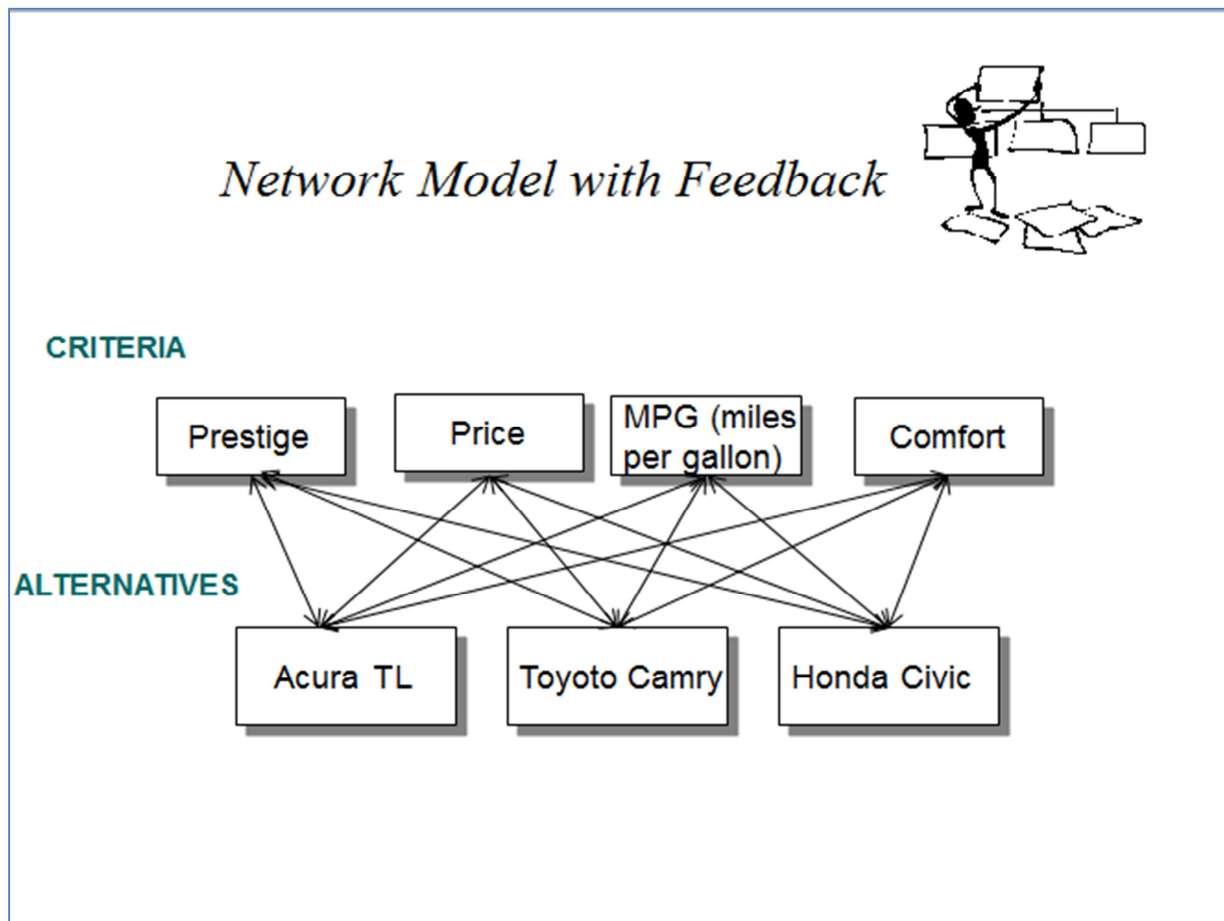 Network Model with Feedback
CRITERIA
Prestige
Price
MPG (miles
per gallon)
Comfort
ALTERNATIVES
Acura TL
Toyoto Camry
Honda Civic